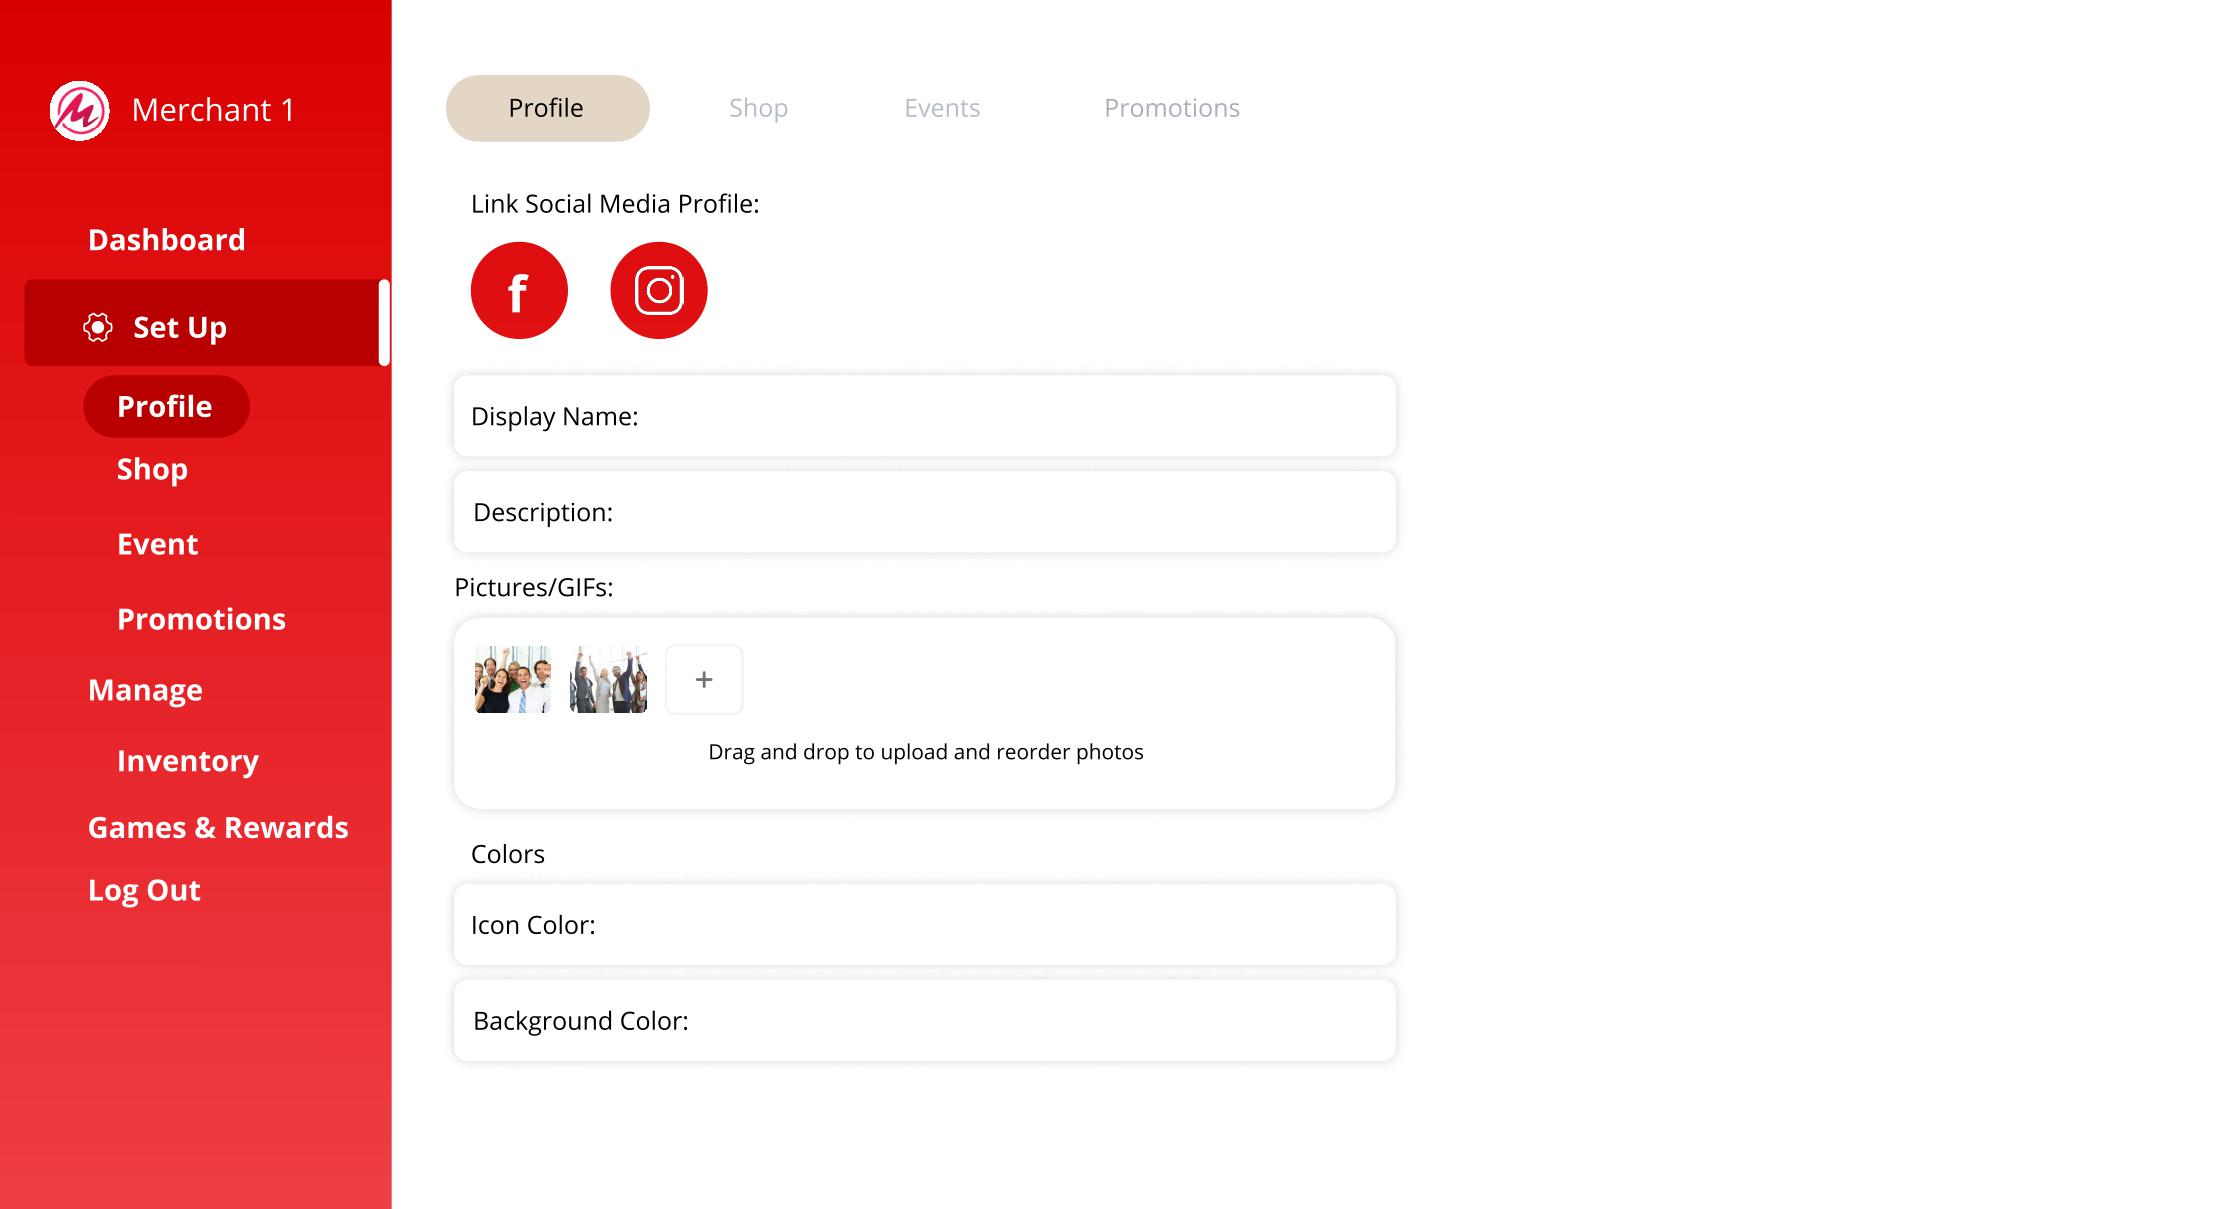 Merchant 1
Dashboard
Set Up
Profile
Shop
Event
Promotions
Manage
Inventory
Games & Rewards
Log Out
Profile
Shop
Events
Promotions
Link Social Media Profile:
f
Display Name:
Description:
Pictures/GIFs:
+
Drag and drop to upload and reorder photos
Colors
Icon Color:
Background Color: